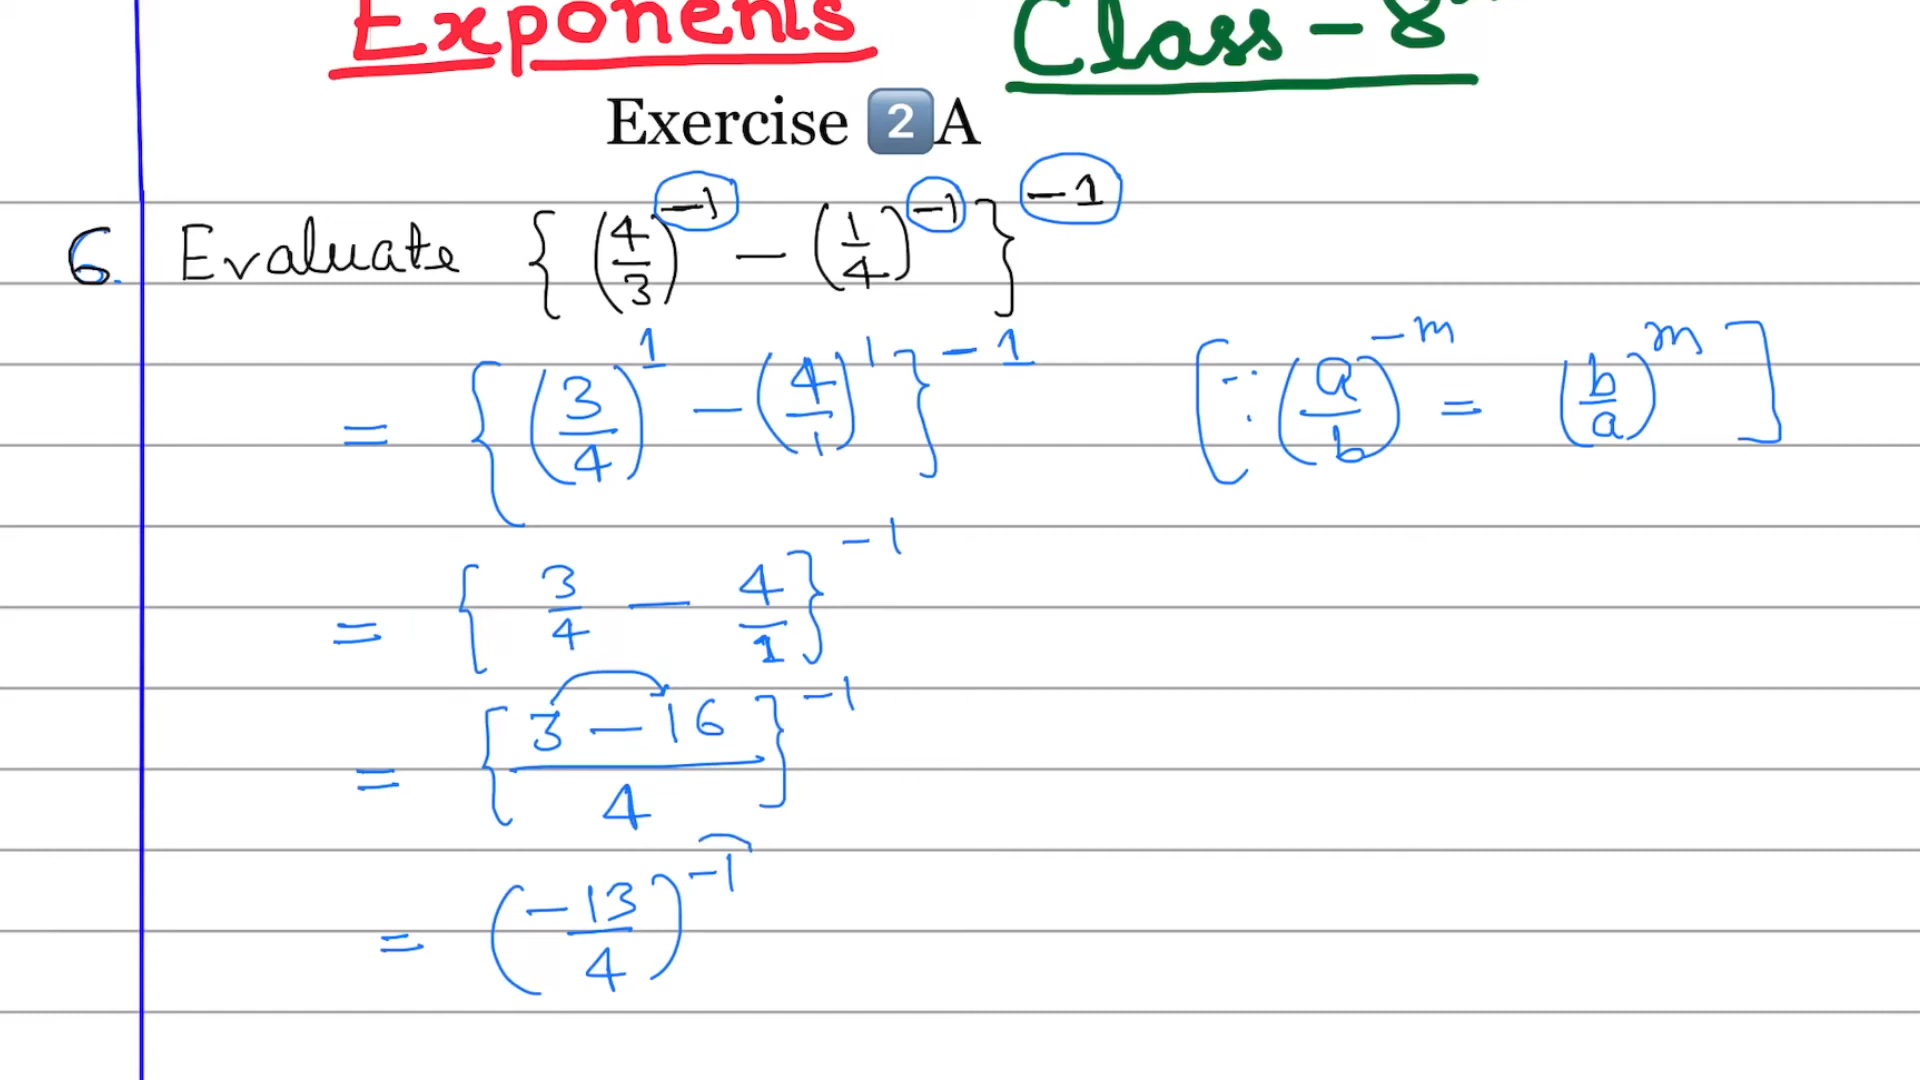 Exponents Class - 8
Exercise 2 A
6. Evaluate { (4/3)^-1 - (1/4)^-1 }^-1
= { (3/4)^1 - (4/1)^1 }^-1 [ ∵ (a/b)^-m = (b/a)^m ]
= { 3/4 - 4/1 }^-1
= { (3 - 16)/4 }^-1
= (-13/4)^-1